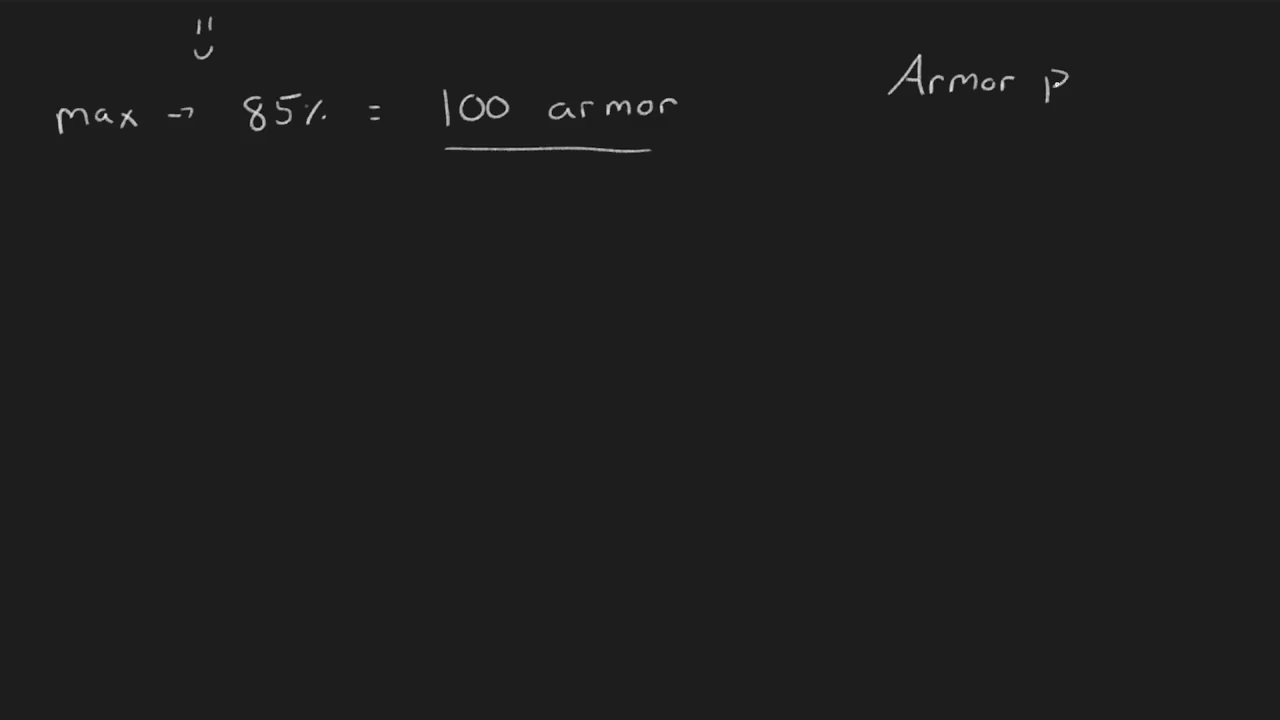 max → 85% = 100 armor
Armor p